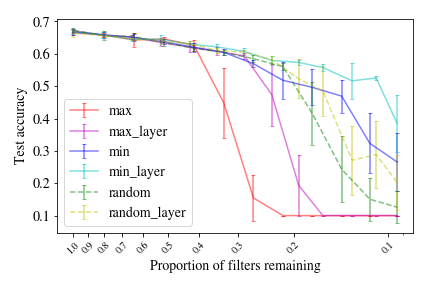 0.7
0.6
0.5
0.4
0.3
0.2
0.1
Test accuracy
max
max_layer
min
min_layer
random
random_layer
1.0 0.9 0.8 0.7 0.6 0.5 0.4 0.3 0.2 0.1
Proportion of filters remaining